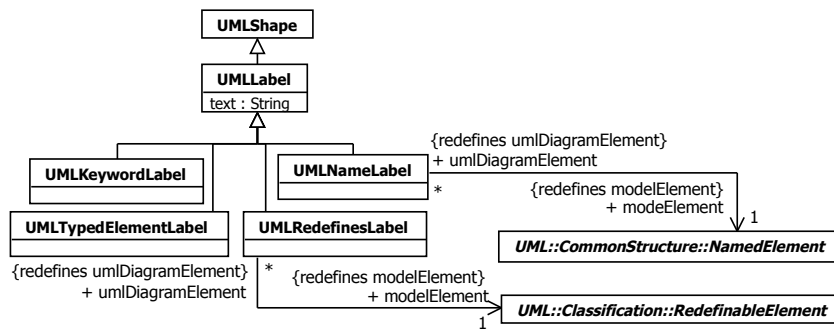 UMLShape
UMLLabel
text : String
{redefines umlDiagramElement}
+ umlDiagramElement
UMLKeywordLabel
UMLNameLabel
*
{redefines modelElement}
+ modeElement
1
UMLTypedElementLabel
UMLRedefinesLabel
UML::CommonStructure::NamedElement
{redefines umlDiagramElement}
+ umlDiagramElement
*
{redefines modelElement}
+ modelElement
1
UML::Classification::RedefinableElement